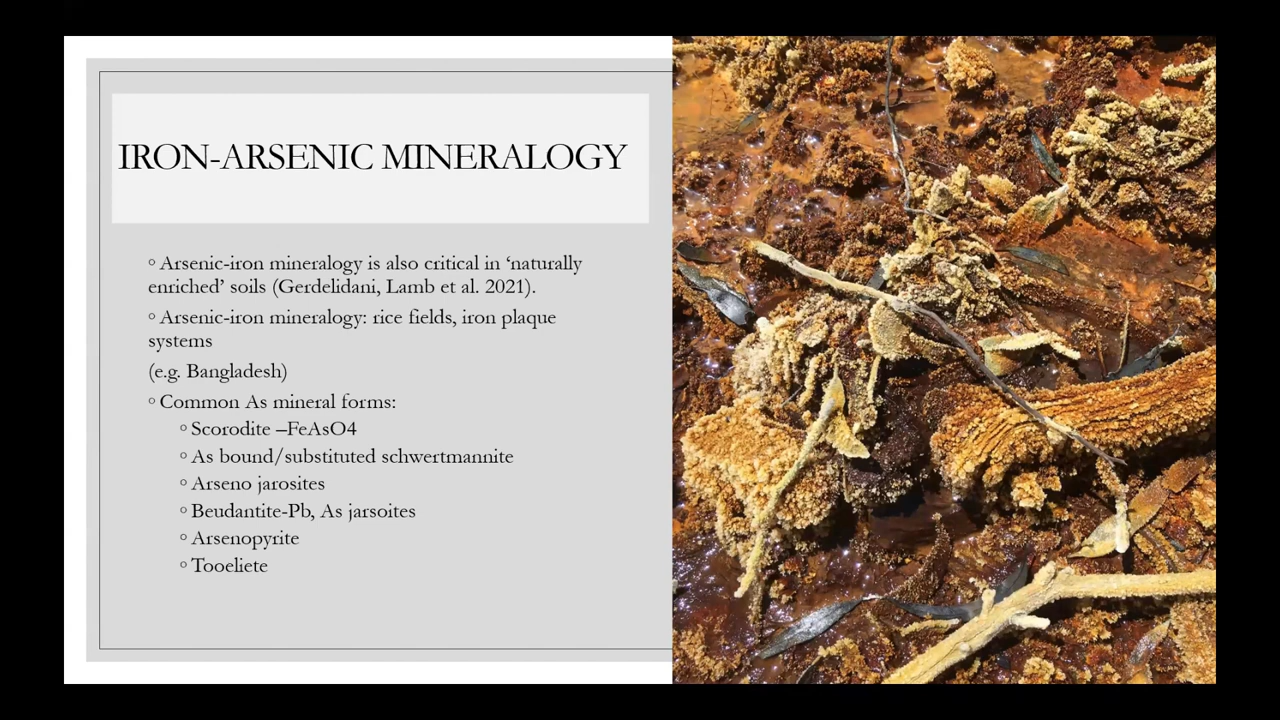 IRON-ARSENIC MINERALOGY
◦ Arsenic-iron mineralogy is also critical in ‘naturally
enriched’ soils (Gerdelidani, Lamb et al. 2021).
◦ Arsenic-iron mineralogy: rice fields, iron plaque
systems
(e.g. Bangladesh)
◦ Common As mineral forms:
◦ Scorodite –FeAsO4
◦ As bound/substituted schwertmannite
◦ Arseno jarosites
◦ Beudantite-Pb, As jarsoites
◦ Arsenopyrite
◦ Tooeliete